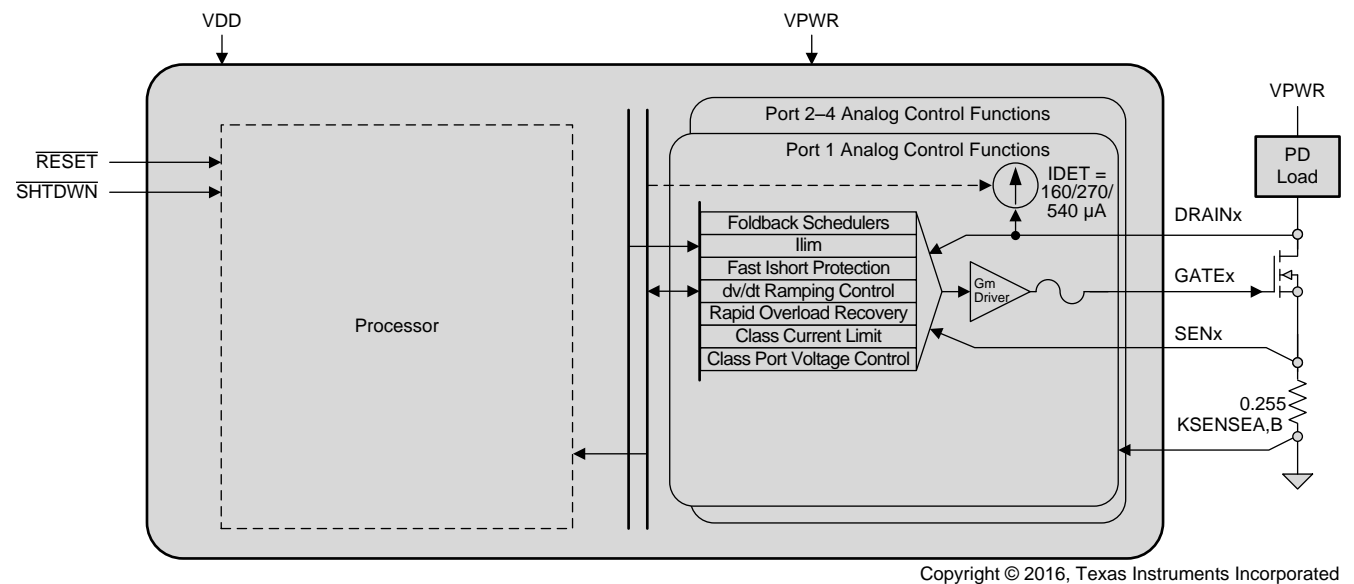 VDD
VPWR
RESET
SHTDWN
Processor
Port 2–4 Analog Control Functions
Port 1 Analog Control Functions
IDET =
160/270/
540 µA
Foldback Schedulers
Ilim
Fast Ishort Protection
dv/dt Ramping Control
Rapid Overload Recovery
Class Current Limit
Class Port Voltage Control
Gm
Driver
VPWR
PD
Load
DRAINx
GATEx
SENx
0.255
KSENSEA,B
Copyright © 2016, Texas Instruments Incorporated